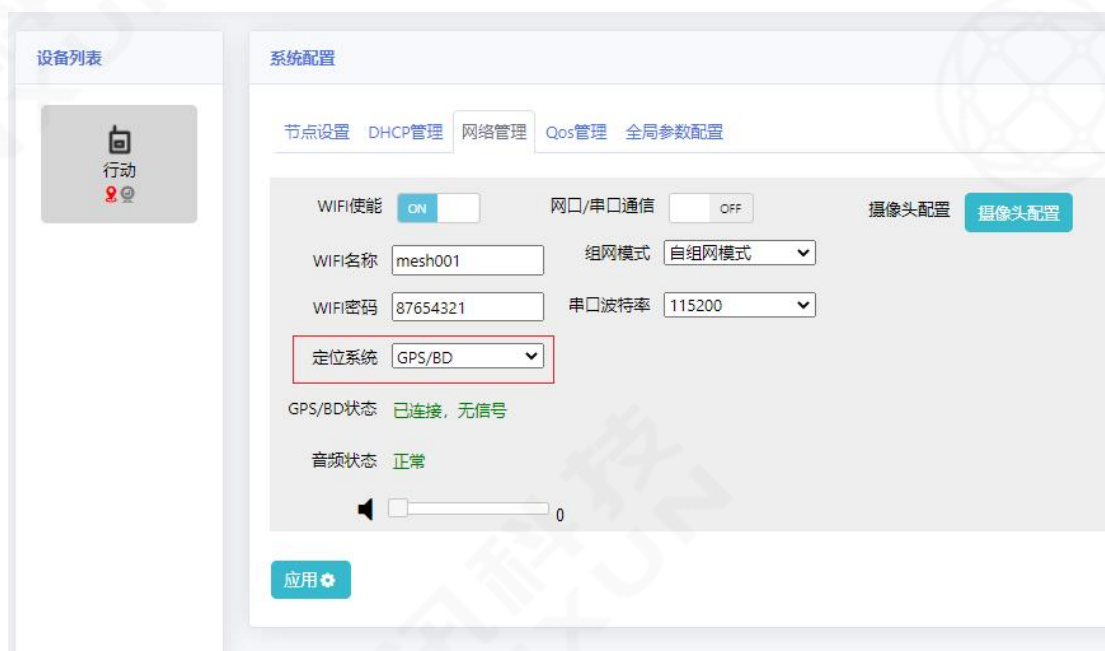 设备列表
行动
系统配置
节点设置 DHCP管理 网络管理 Qos管理 全局参数配置
WIFI使能 ON 网口/串口通信 OFF 摄像头配置 摄像头配置
WIFI名称 mesh001 组网模式 自组网模式
WIFI密码 87654321 串口波特率 115200
定位系统 GPS/BD
GPS/BD状态 已连接,无信号
音频状态 正常
0
应用
讯科技
XUN